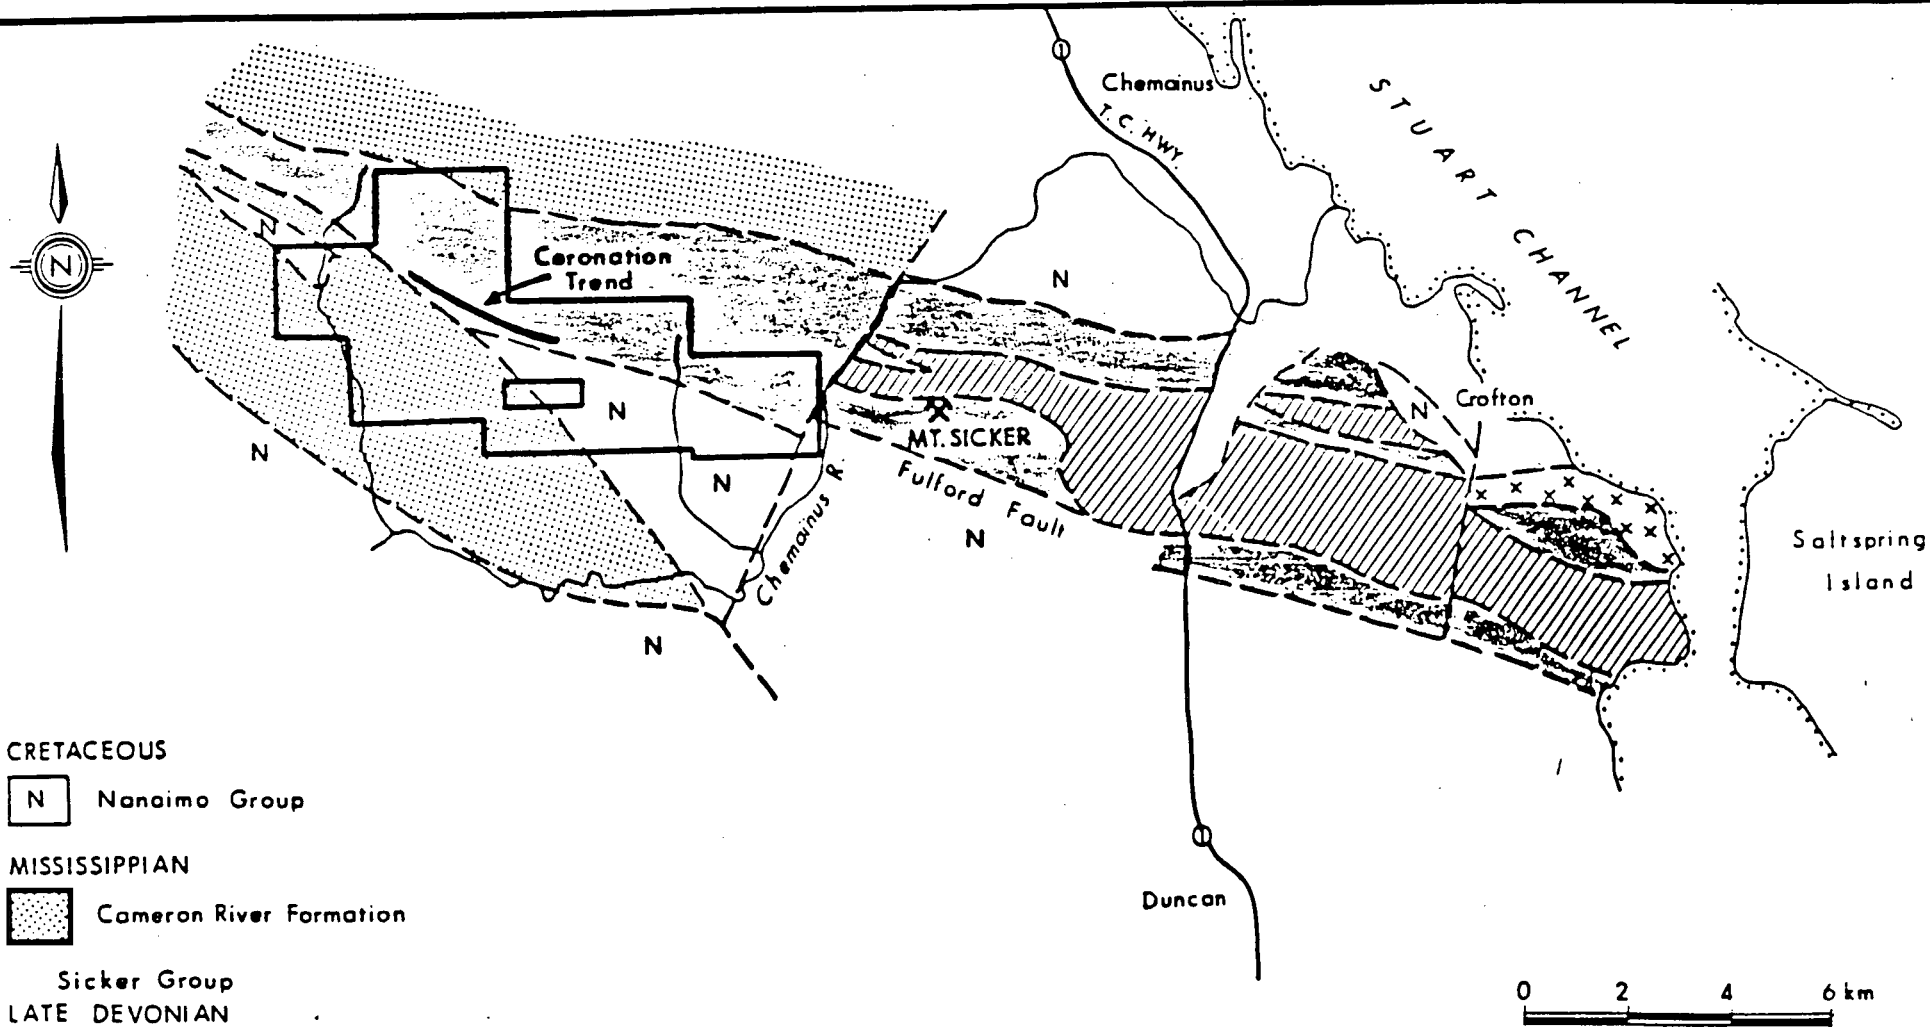 Chemainus
T. C. HWY
STUART CHANNEL
N
N
Coronation
Trend
N
N
N
Crofton
MT. SICKER
N
N
Fulford Fault
Chemainus R
N
N
Saltspring
Island
CRETACEOUS
N Nanaimo Group
MISSISSIPPIAN
Cameron River Formation
Sicker Group
LATE DEVONIAN
Duncan
0 2 4 6 km